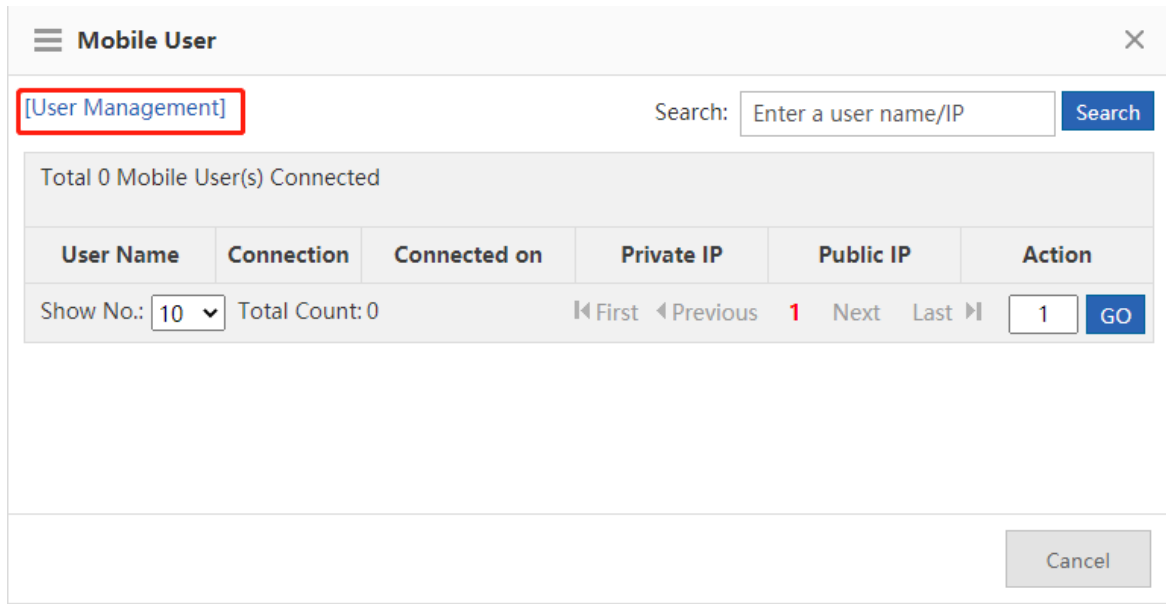 Mobile User
[User Management]
Search: Enter a user name/IP Search
Total 0 Mobile User(s) Connected
User Name Connection Connected on Private IP Public IP Action
Show No.: 10 Total Count: 0 First Previous 1 Next Last 1 GO
Cancel